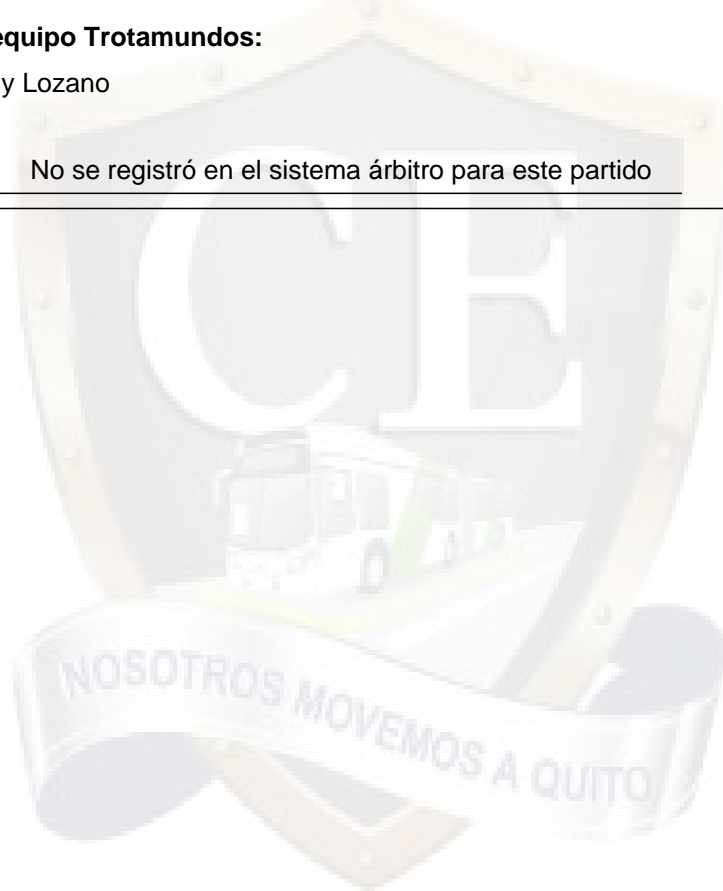 equipo Trotamundos:
y Lozano
No se registró en el sistema árbitro para este partido
CE
NOSOTROS MOVEMOS A QUITO